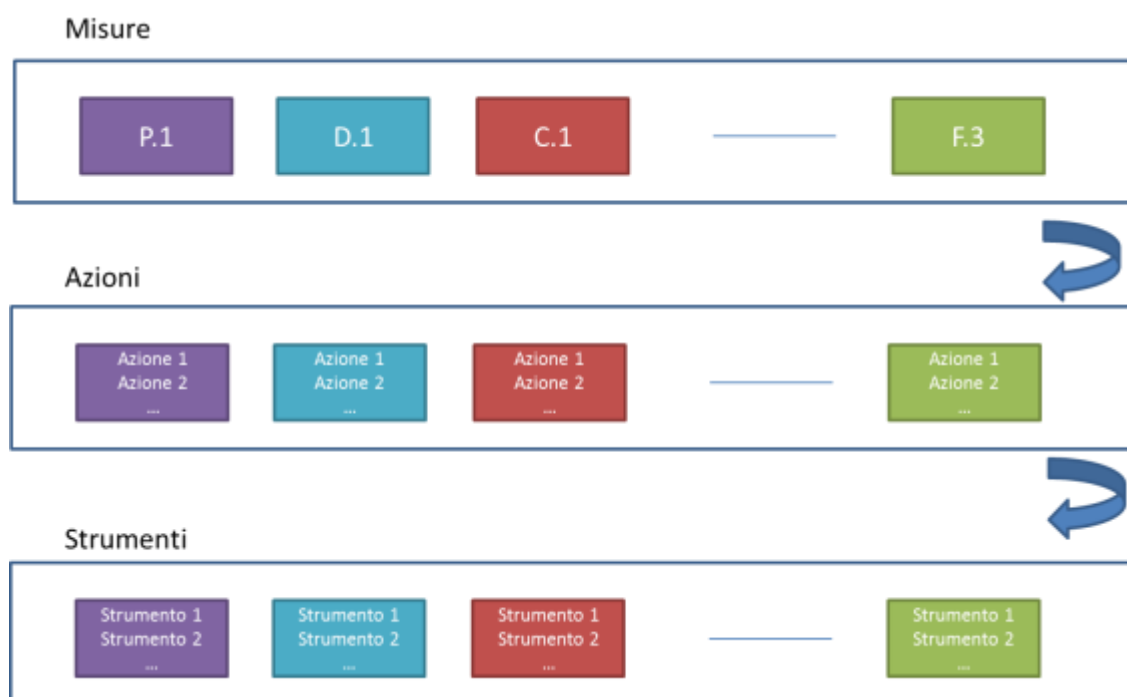 Misure
P.1
D.1
C.1
F.3
Azioni
Azione 1
Azione 2
...
Azione 1
Azione 2
...
Azione 1
Azione 2
...
Azione 1
Azione 2
...
Strumenti
Strumento 1
Strumento 2
...
Strumento 1
Strumento 2
...
Strumento 1
Strumento 2
...
Strumento 1
Strumento 2
...